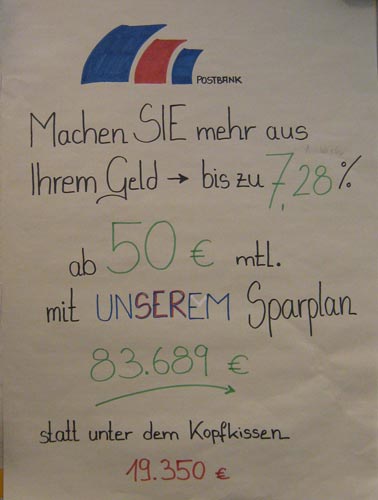 POSTBANK
Machen SIE mehr aus
Ihrem Geld → bis zu 7,28%
ab 50 € mtl.
mit UNSEREM Sparplan
83.689 €
statt unter dem Kopfkissen
19.350 €